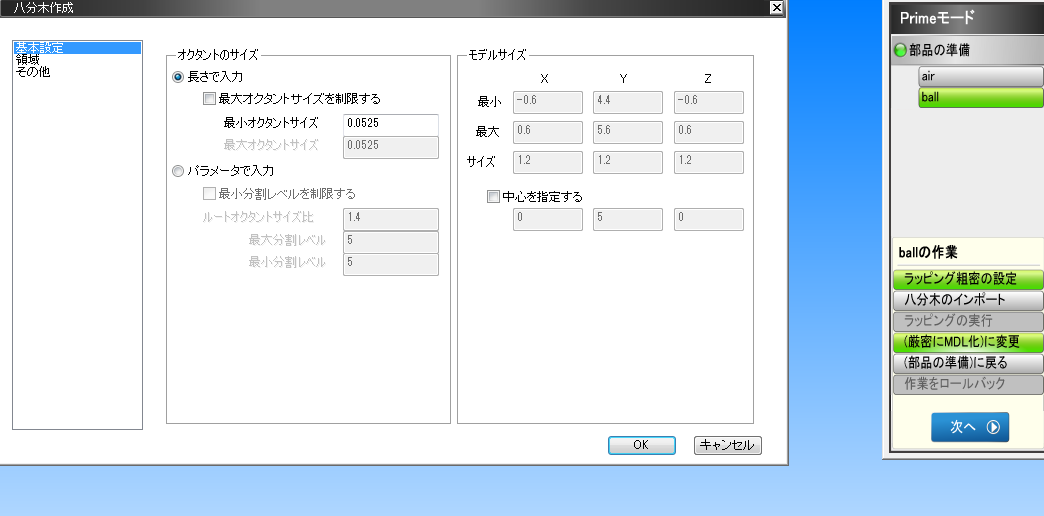 八分木作成
基本設定
領域
その他
オクタントのサイズ
長さで入力
最大オクタントサイズを制限する
最小オクタントサイズ 0.0525
最大オクタントサイズ 0.0525
パラメータで入力
最小分割レベルを制限する
ルートオクタントサイズ比 1.4
最大分割レベル 5
最小分割レベル 5
モデルサイズ
X Y Z
最小 -0.6 4.4 -0.6
最大 0.6 5.6 0.6
サイズ 1.2 1.2 1.2
中心を指定する
0 5 0
OK キャンセル
Primeモード
部品の準備
air
ball
ballの作業
ラッピング粗密の設定
八分木のインポート
ラッピングの実行
(厳密にMDL化)に変更
(部品の準備)に戻る
作業をロールバック
次へ